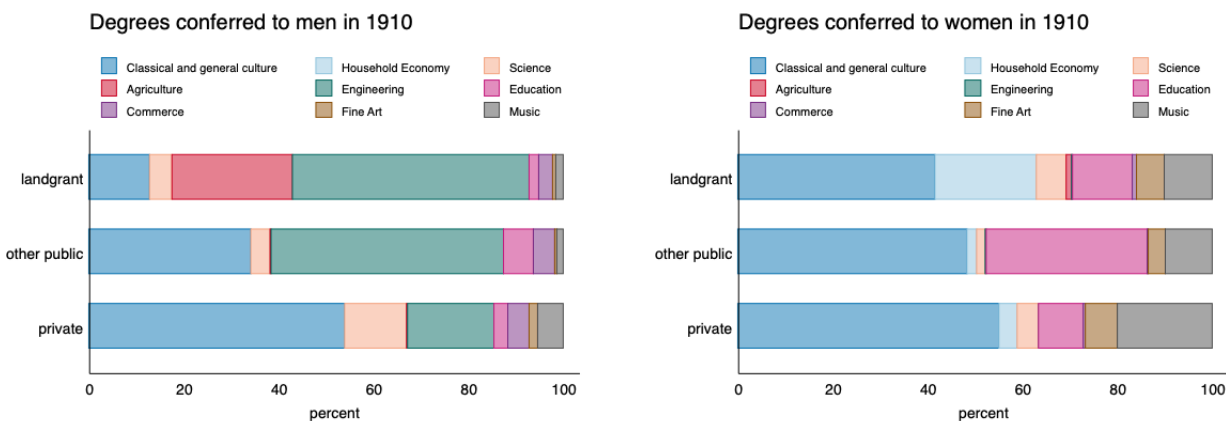 Degrees conferred to men in 1910
Classical and general culture Household Economy Science
Agriculture Engineering Education
Commerce Fine Art Music
landgrant
other public
private
0 20 40 60 80 100
percent
Degrees conferred to women in 1910
Classical and general culture Household Economy Science
Agriculture Engineering Education
Commerce Fine Art Music
landgrant
other public
private
0 20 40 60 80 100
percent